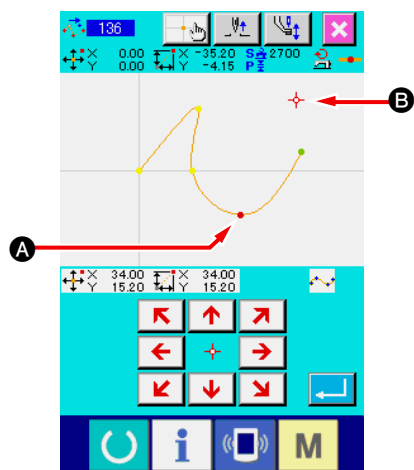 136
X 0.00 X -35.20 S 2700
Y 0.00 Y -4.15 P
B
A
X 34.00 X 34.00
Y 15.20 Y 15.20
i M